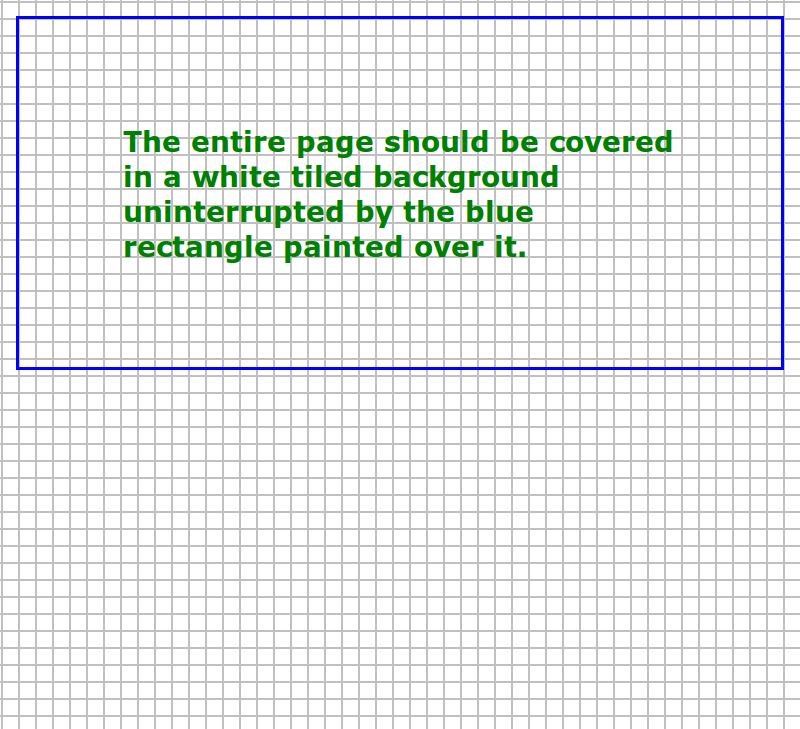 The entire page should be covered
in a white tiled background
uninterrupted by the blue
rectangle painted over it.